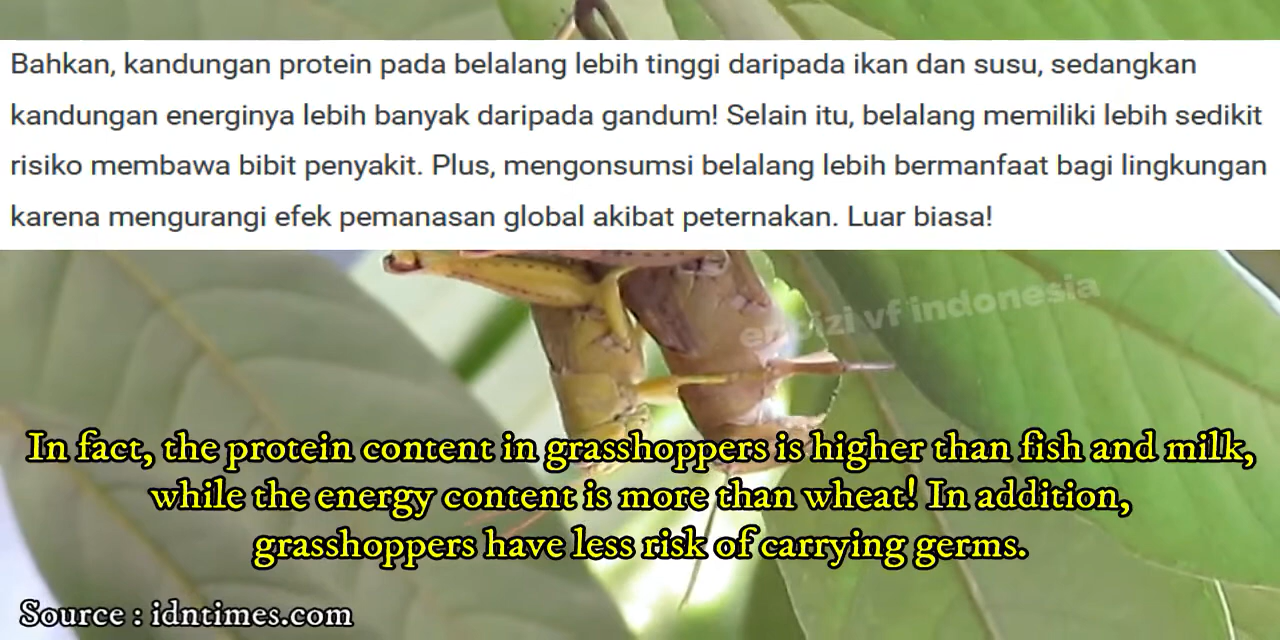 Bahkan, kandungan protein pada belalang lebih tinggi daripada ikan dan susu, sedangkan
kandungan energinya lebih banyak daripada gandum! Selain itu, belalang memiliki lebih sedikit
risiko membawa bibit penyakit. Plus, mengonsumsi belalang lebih bermanfaat bagi lingkungan
karena mengurangi efek pemanasan global akibat peternakan. Luar biasa!
vf indonesia
In fact, the protein content in grasshoppers is higher than fish and milk,
while the energy content is more than wheat! In addition,
grasshoppers have less risk of carrying germs.
Source : idntimes.com